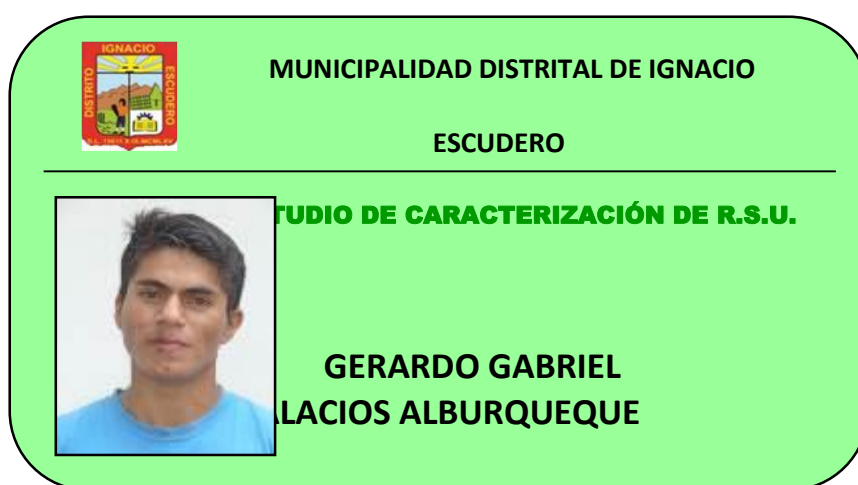 IGNACIO
DISTRITO
ESCUDERO
MUNICIPALIDAD DISTRITAL DE IGNACIO
ESCUDERO
TUDIO DE CARACTERIZACIÓN DE R.S.U.
GERARDO GABRIEL
LACIOS ALBURQUEQUE